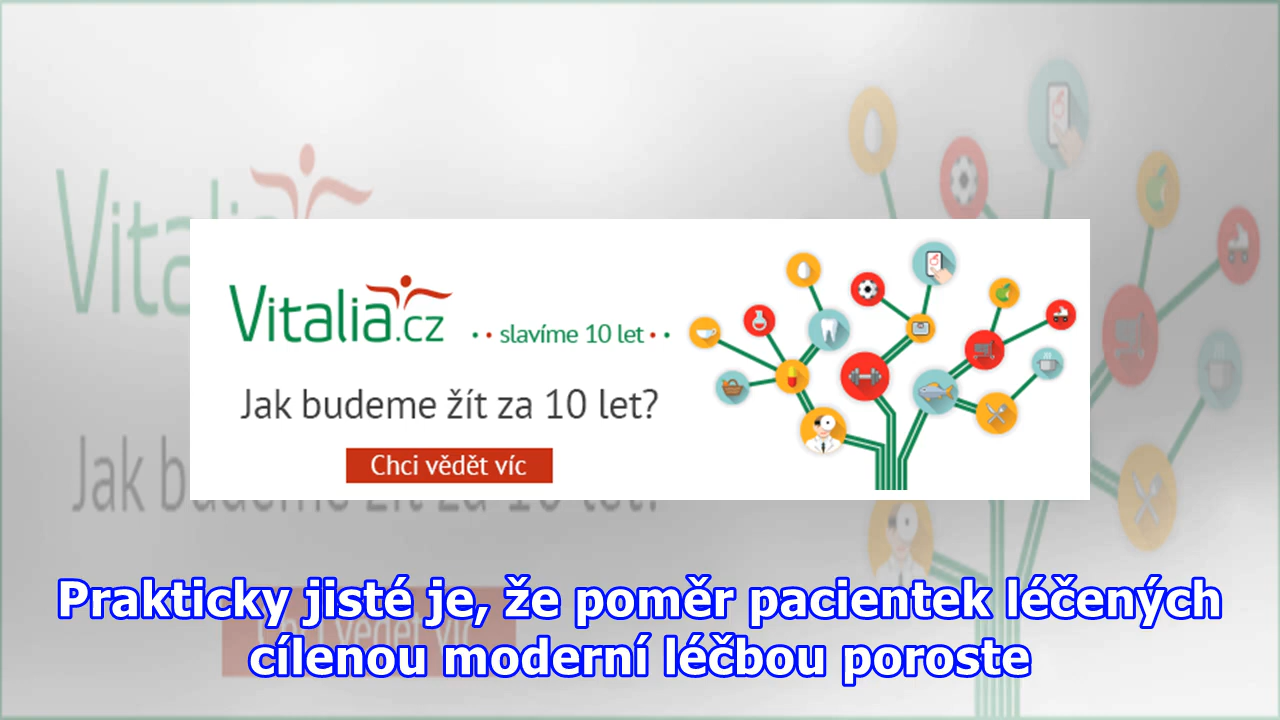 Vitalia.cz
• • slavíme 10 let • •
Jak budeme žít za 10 let?
Chci vědět víc
Prakticky jisté je, že poměr pacientek léčených
cílenou moderní léčbou poroste